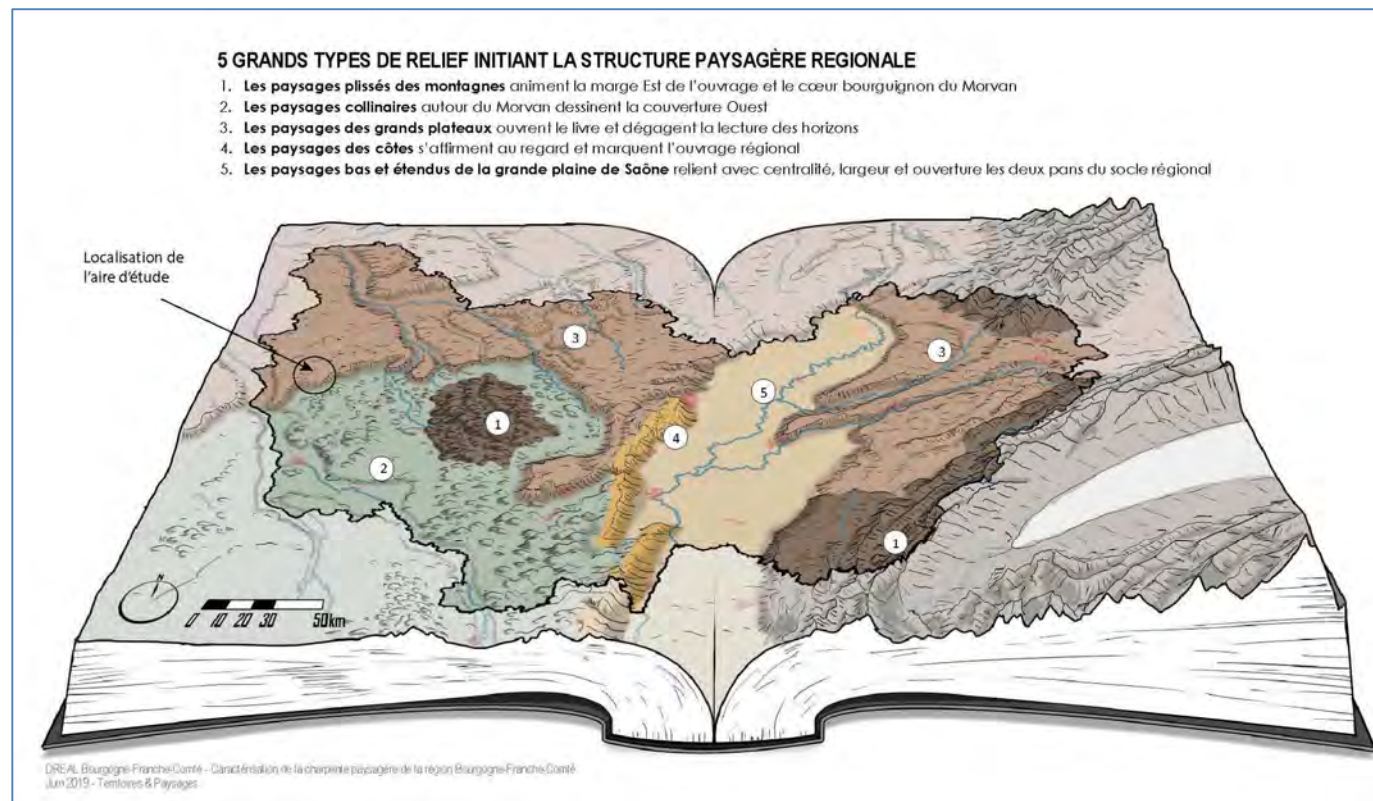 5 GRANDS TYPES DE RELIEF INITIANT LA STRUCTURE PAYSAGÈRE REGIONALE
1. Les paysages plissés des montagnes animent la marge Est de l'ouvrage et le cœur bourguignon du Morvan
2. Les paysages collinaires autour du Morvan dessinent la couverture Ouest
3. Les paysages des grands plateaux ouvrent le livre et dégagent la lecture des horizons
4. Les paysages des côtes s'affirment au regard et marquent l'ouvrage régional
5. Les paysages bas et étendus de la grande plaine de Saône relient avec centralité, largeur et ouverture les deux pans du socle régional
Localisation de
l'aire d'étude
3
3
5
1
4
2
1
N
0 10 20 30 50km
DREAL Bourgogne-Franche-Comté - Caractérisation de la charpente paysagère de la région Bourgogne-Franche-Comté
Juin 2019 - Territoires & Paysages